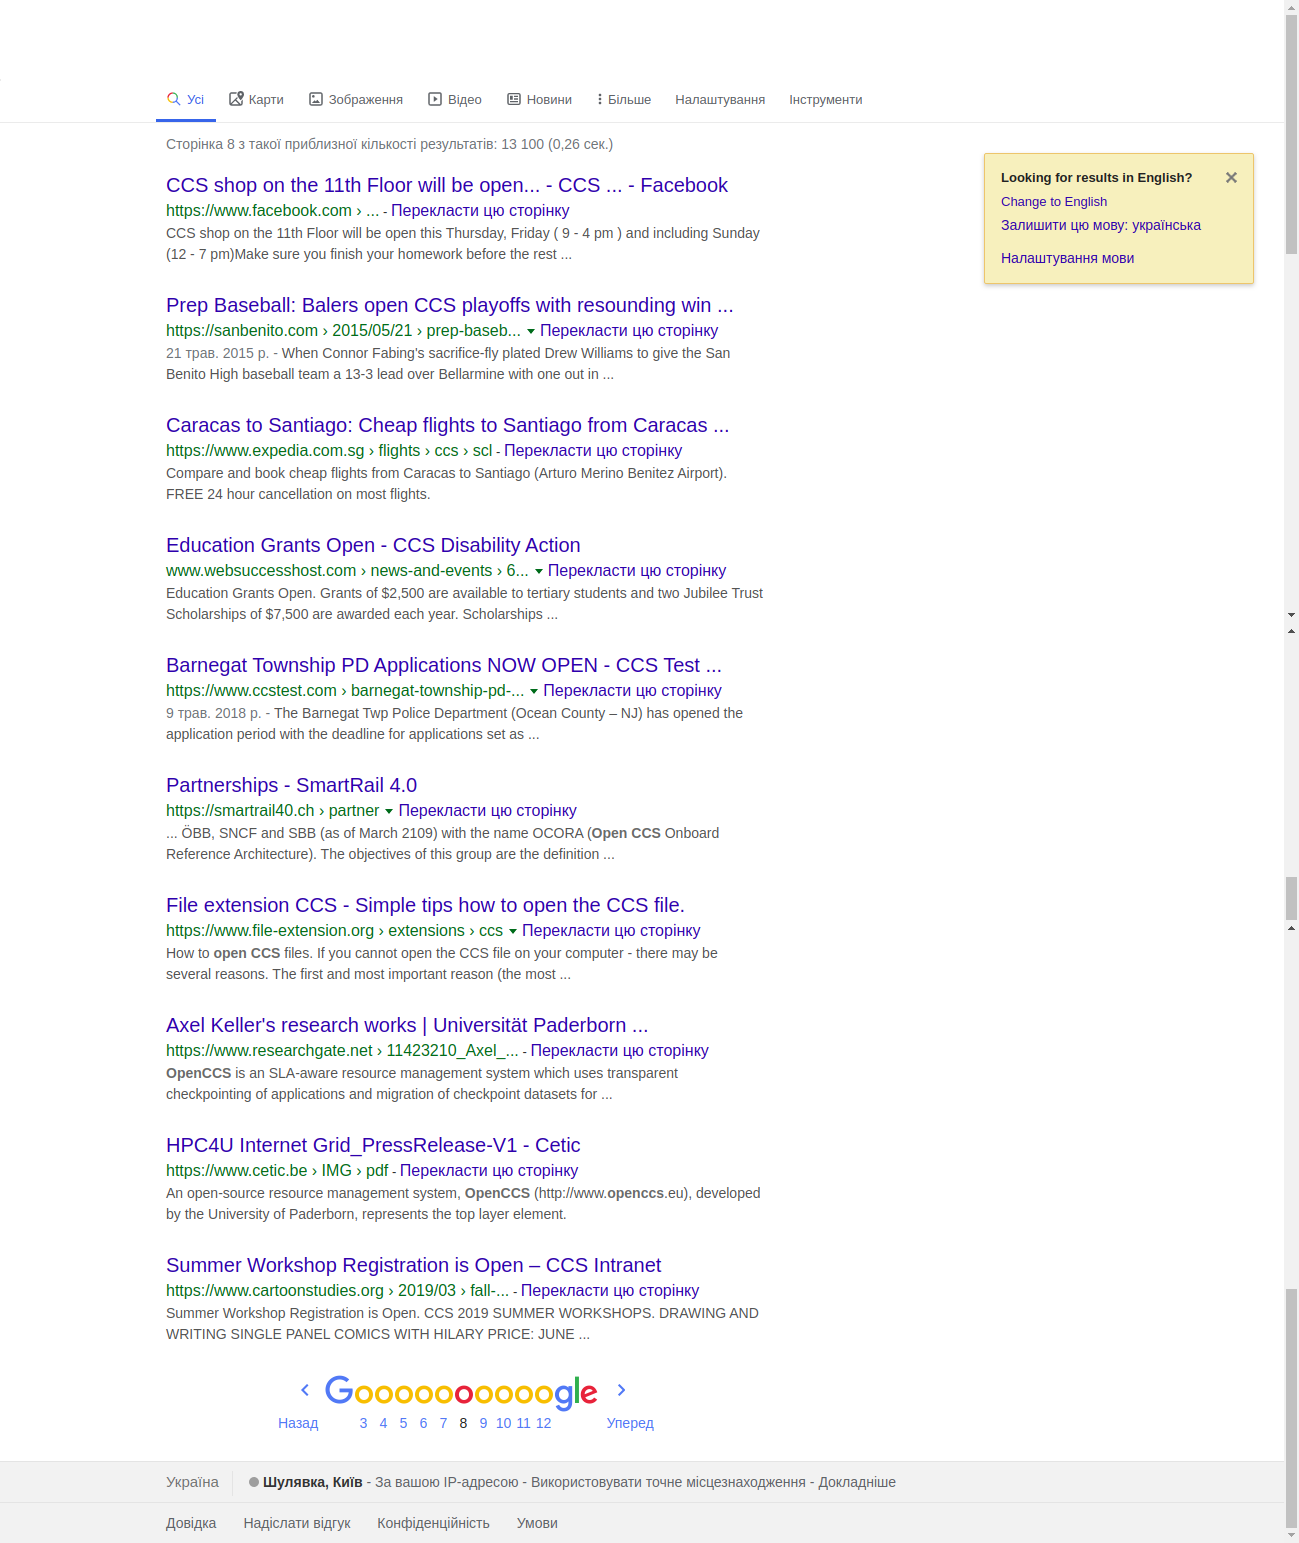 Усі Карти Зображення Відео Новини Більше Налаштування Інструменти
Сторінка 8 з такої приблизної кількості результатів: 13 100 (0,26 сек.)
Looking for results in English?
Change to English
Залишити цю мову: українська
Налаштування мови
CCS shop on the 11th Floor will be open... - CCS ... - Facebook
https://www.facebook.com › ... - Перекласти цю сторінку
CCS shop on the 11th Floor will be open this Thursday, Friday ( 9 - 4 pm ) and including Sunday
(12 - 7 pm)Make sure you finish your homework before the rest ...
Prep Baseball: Balers open CCS playoffs with resounding win ...
https://sanbenito.com › 2015/05/21 › prep-baseb... Перекласти цю сторінку
21 трав. 2015 р. - When Connor Fabing's sacrifice-fly plated Drew Williams to give the San
Benito High baseball team a 13-3 lead over Bellarmine with one out in ...
Caracas to Santiago: Cheap flights to Santiago from Caracas ...
https://www.expedia.com.sg › flights › ccs › scl - Перекласти цю сторінку
Compare and book cheap flights from Caracas to Santiago (Arturo Merino Benitez Airport).
FREE 24 hour cancellation on most flights.
Education Grants Open - CCS Disability Action
www.websuccesshost.com › news-and-events › 6... Перекласти цю сторінку
Education Grants Open. Grants of $2,500 are available to tertiary students and two Jubilee Trust
Scholarships of $7,500 are awarded each year. Scholarships ...
Barnegat Township PD Applications NOW OPEN - CCS Test ...
https://www.ccstest.com › barnegat-township-pd-... Перекласти цю сторінку
9 трав. 2018 р. - The Barnegat Twp Police Department (Ocean County – NJ) has opened the
application period with the deadline for applications set as ...
Partnerships - SmartRail 4.0
https://smartrail40.ch › partner Перекласти цю сторінку
... ÖBB, SNCF and SBB (as of March 2109) with the name OCORA (Open CCS Onboard
Reference Architecture). The objectives of this group are the definition ...
File extension CCS - Simple tips how to open the CCS file.
https://www.file-extension.org › extensions › ccs Перекласти цю сторінку
How to open CCS files. If you cannot open the CCS file on your computer - there may be
several reasons. The first and most important reason (the most ...
Axel Keller's research works | Universität Paderborn ...
https://www.researchgate.net › 11423210_Axel_... - Перекласти цю сторінку
OpenCCS is an SLA-aware resource management system which uses transparent
checkpointing of applications and migration of checkpoint datasets for ...
HPC4U Internet Grid_PressRelease-V1 - Cetic
https://www.cetic.be › IMG › pdf - Перекласти цю сторінку
An open-source resource management system, OpenCCS (http://www.openccs.eu), developed
by the University of Paderborn, represents the top layer element.
Summer Workshop Registration is Open – CCS Intranet
https://www.cartoonstudies.org › 2019/03 › fall-... - Перекласти цю сторінку
Summer Workshop Registration is Open. CCS 2019 SUMMER WORKSHOPS. DRAWING AND
WRITING SINGLE PANEL COMICS WITH HILARY PRICE: JUNE ...
Goooooooooogle
Назад 3 4 5 6 7 8 9 10 11 12 Уперед
Україна Шулявка, Київ - За вашою IP-адресою - Використовувати точне місцезнаходження - Докладніше
Довідка Надіслати відгук Конфіденційність Умови